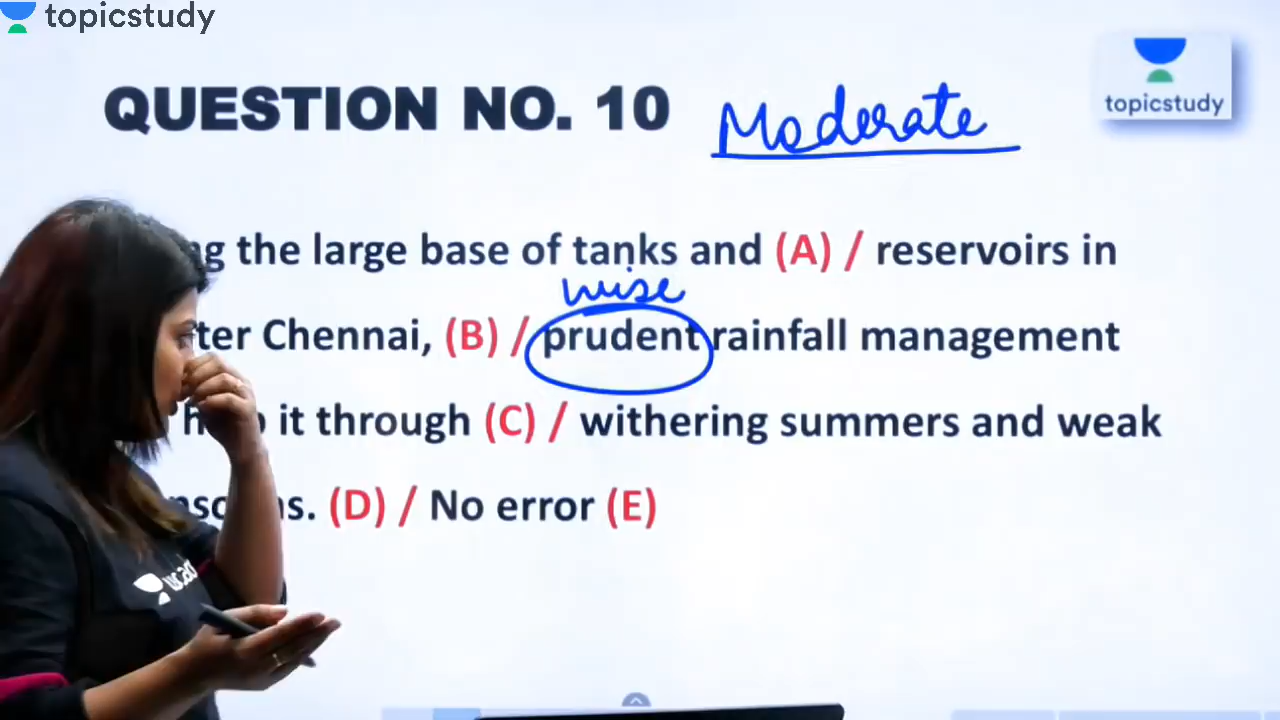 topicstudy
QUESTION NO. 10 Moderate
topicstudy
the large base of tanks and (A) / reservoirs in
wise
Chennai, (B) / prudent rainfall management
it through (C) / withering summers and weak
(D) / No error (E)